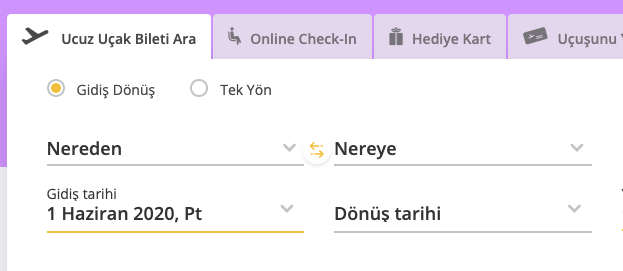 Ucuz Uçak Bileti Ara
Online Check-In
Hediye Kart
Uçuşunu
Gidiş Dönüş
Tek Yön
Nereden
Nereye
Gidiş tarihi
1 Haziran 2020, Pt
Dönüş tarihi